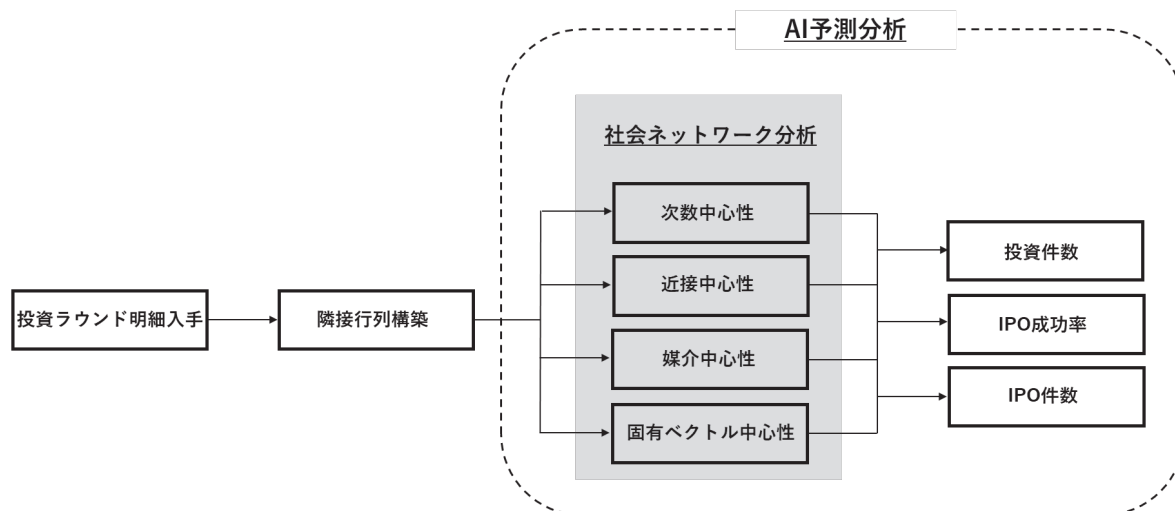 AI予測分析
社会ネットワーク分析
次数中心性
近接中心性
媒介中心性
固有ベクトル中心性
投資ラウンド明細入手
隣接行列構築
投資件数
IPO成功率
IPO件数